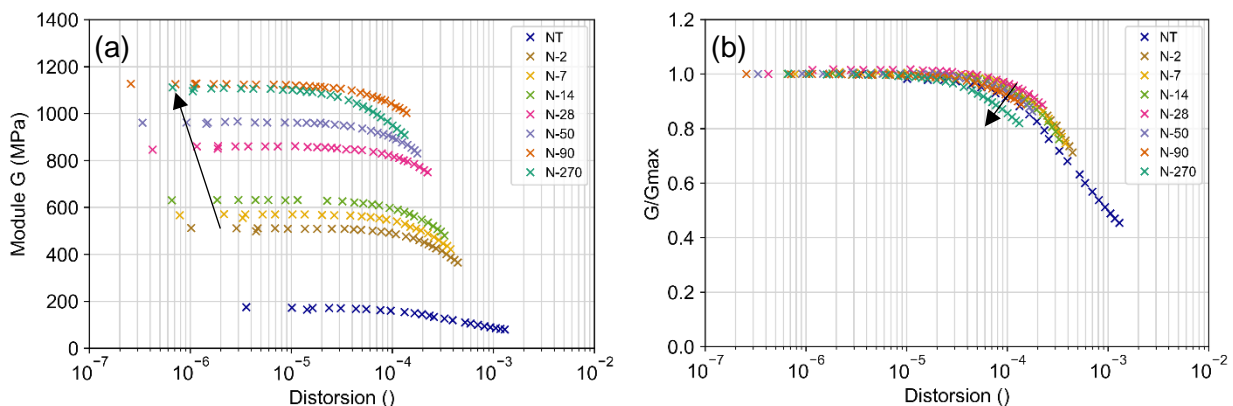 (a)
Module G (MPa)
1400
1200
1000
800
600
400
200
0
10⁻⁷
10⁻⁶
10⁻⁵
10⁻⁴
10⁻³
10⁻²
Distorsion ()
NT
N-2
N-7
N-14
N-28
N-50
N-90
N-270
(b)
G/Gmax
1.2
1.0
0.8
0.6
0.4
0.2
0.0
10⁻⁷
10⁻⁶
10⁻⁵
10⁻⁴
10⁻³
10⁻²
Distorsion ()
NT
N-2
N-7
N-14
N-28
N-50
N-90
N-270